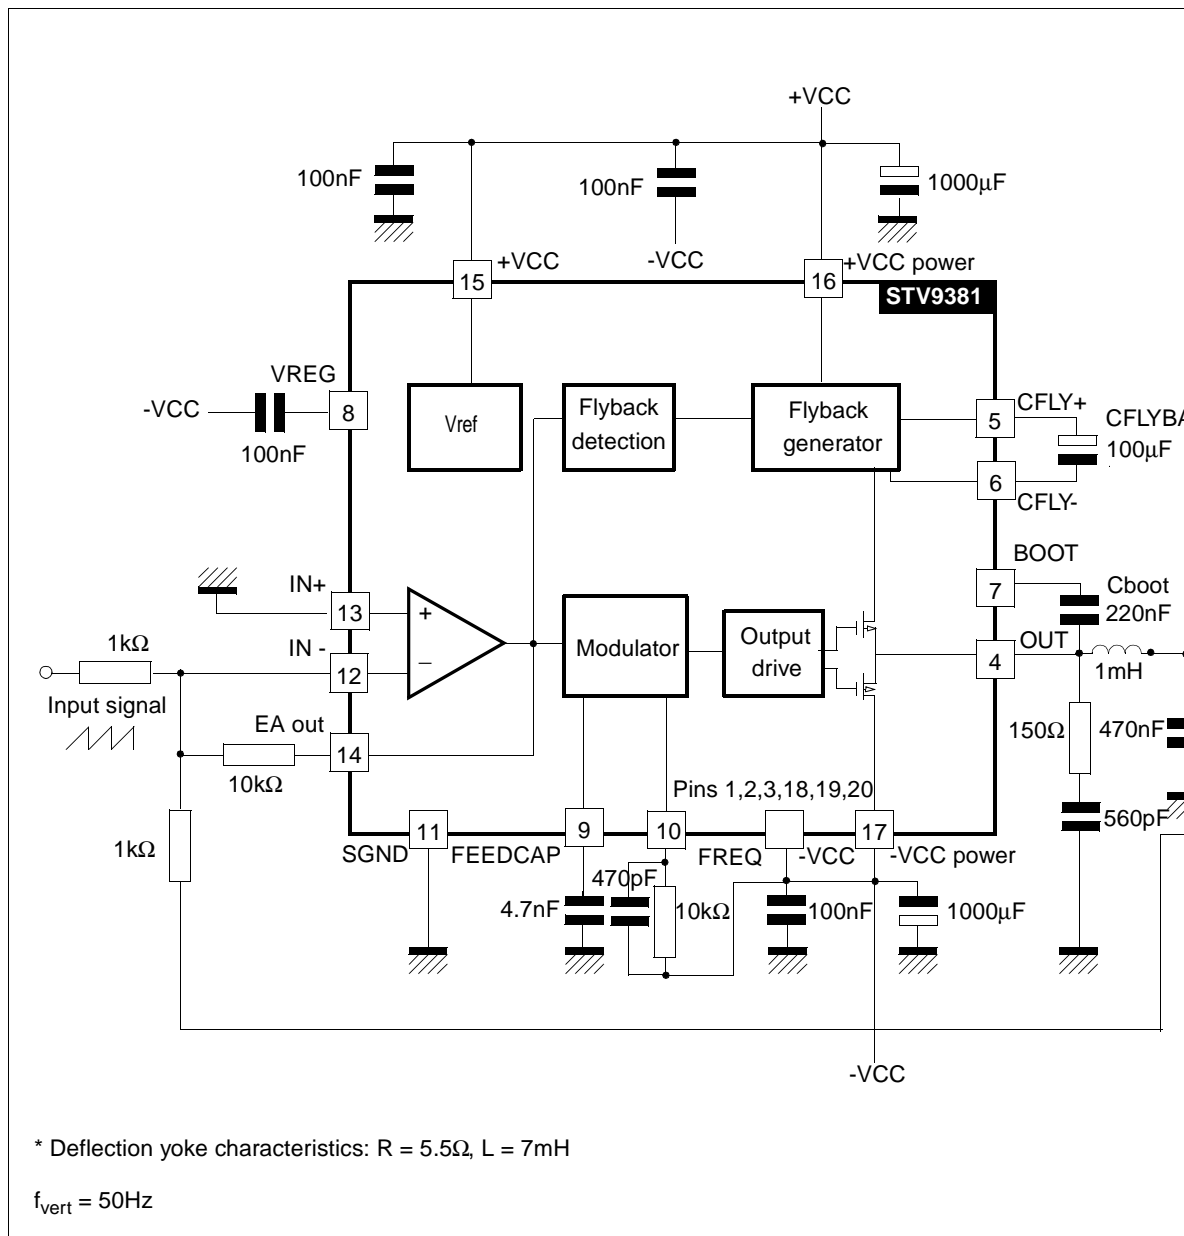 +VCC
100nF
100nF
1000μF
-VCC
+VCC
+VCC power
15
16
STV9381
VREG
-VCC
8
100nF
Vref
Flyback
detection
Flyback
generator
5
CFLY+
CFLYBA
100μF
6
CFLY-
BOOT
7
Cboot
220nF
IN+
13
+
1kΩ
IN -
12
–
Modulator
Output
drive
OUT
4
1mH
Input signal
EA out
14
10kΩ
150Ω
470nF
Pins 1,2,3,18,19,20
1kΩ
11
9
10
17
560pF
SGND
FEEDCAP
FREQ
-VCC
-VCC power
470pF
4.7nF
10kΩ
100nF
1000μF
-VCC
* Deflection yoke characteristics: R = 5.5Ω, L = 7mH
fvert = 50Hz